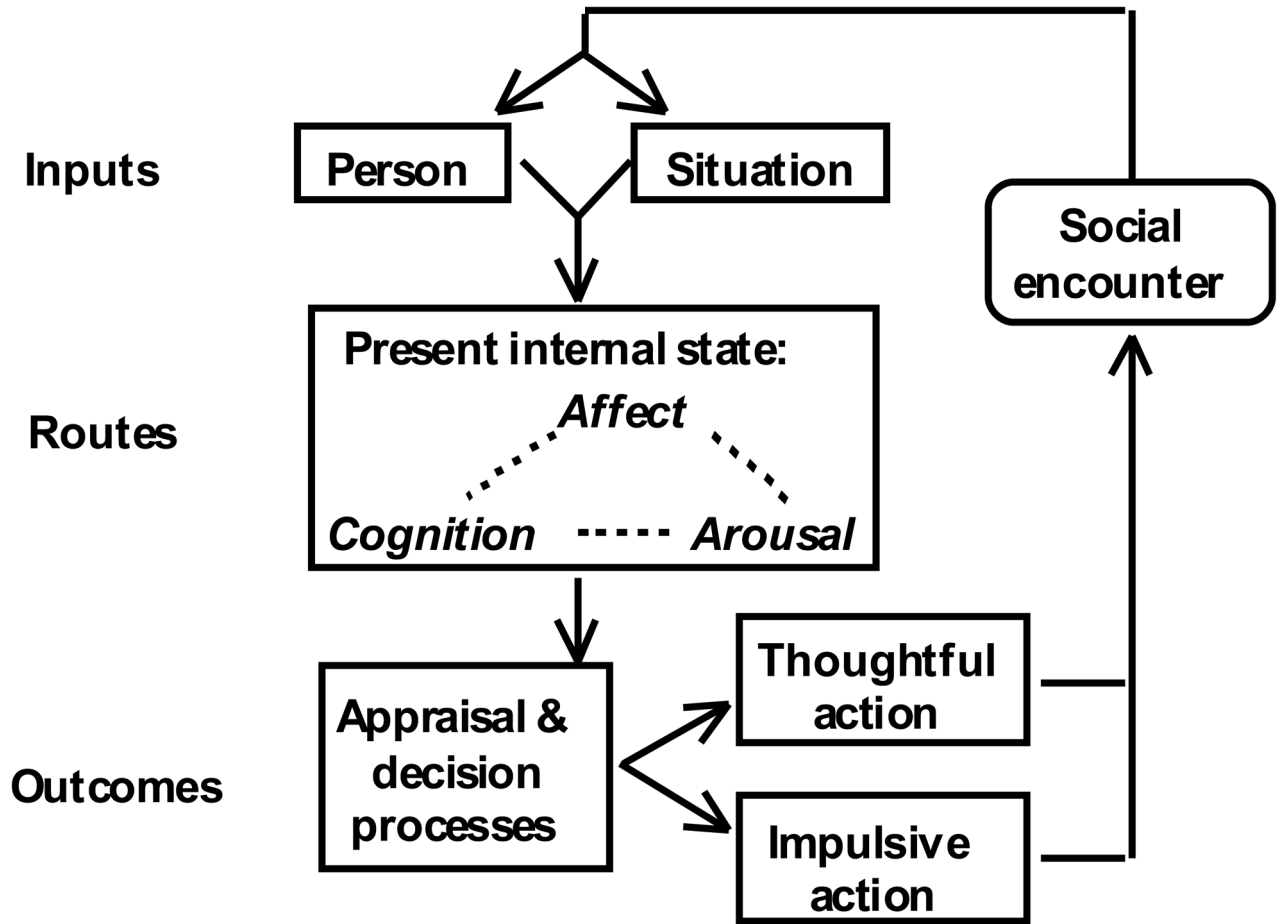 Inputs
Person
Situation
Social
encounter
Present internal state:
Affect
Routes
Cognition
Arousal
Thoughtful
action
Appraisal &
decision
processes
Outcomes
Impulsive
action